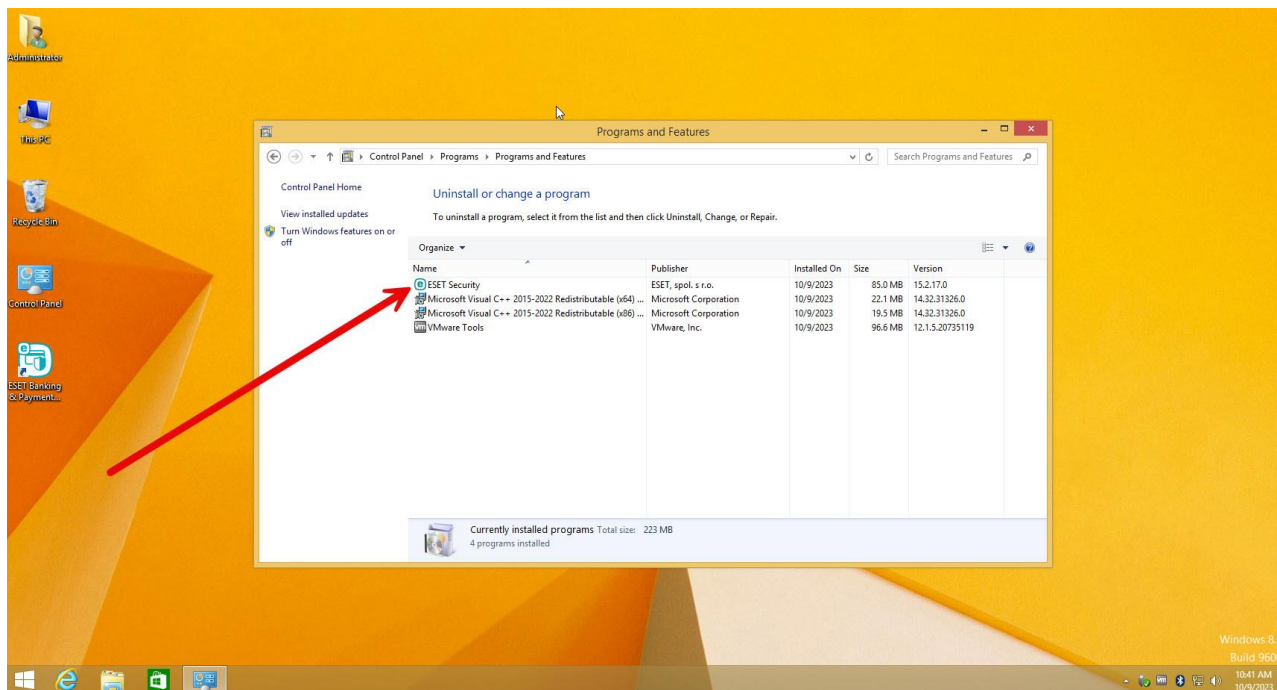 Administrator
This PC
Recycle Bin
Control Panel
ESET Banking
& Payment...
Programs and Features
Control Panel Programs Programs and Features
Search Programs and Features
Control Panel Home
View installed updates
Turn Windows features on or
off
Uninstall or change a program
To uninstall a program, select it from the list and then click Uninstall, Change, or Repair.
Organize
Name Publisher Installed On Size Version
ESET Security ESET, spol. s r.o. 10/9/2023 85.0 MB 15.2.17.0
Microsoft Visual C++ 2015-2022 Redistributable (x64) ... Microsoft Corporation 10/9/2023 22.1 MB 14.32.31326.0
Microsoft Visual C++ 2015-2022 Redistributable (x86) ... Microsoft Corporation 10/9/2023 19.5 MB 14.32.31326.0
VMware Tools VMware, Inc. 10/9/2023 96.6 MB 12.1.5.20735119
Currently installed programs Total size: 223 MB
4 programs installed
Windows 8.
Build 960
10:41 AM
10/9/2023